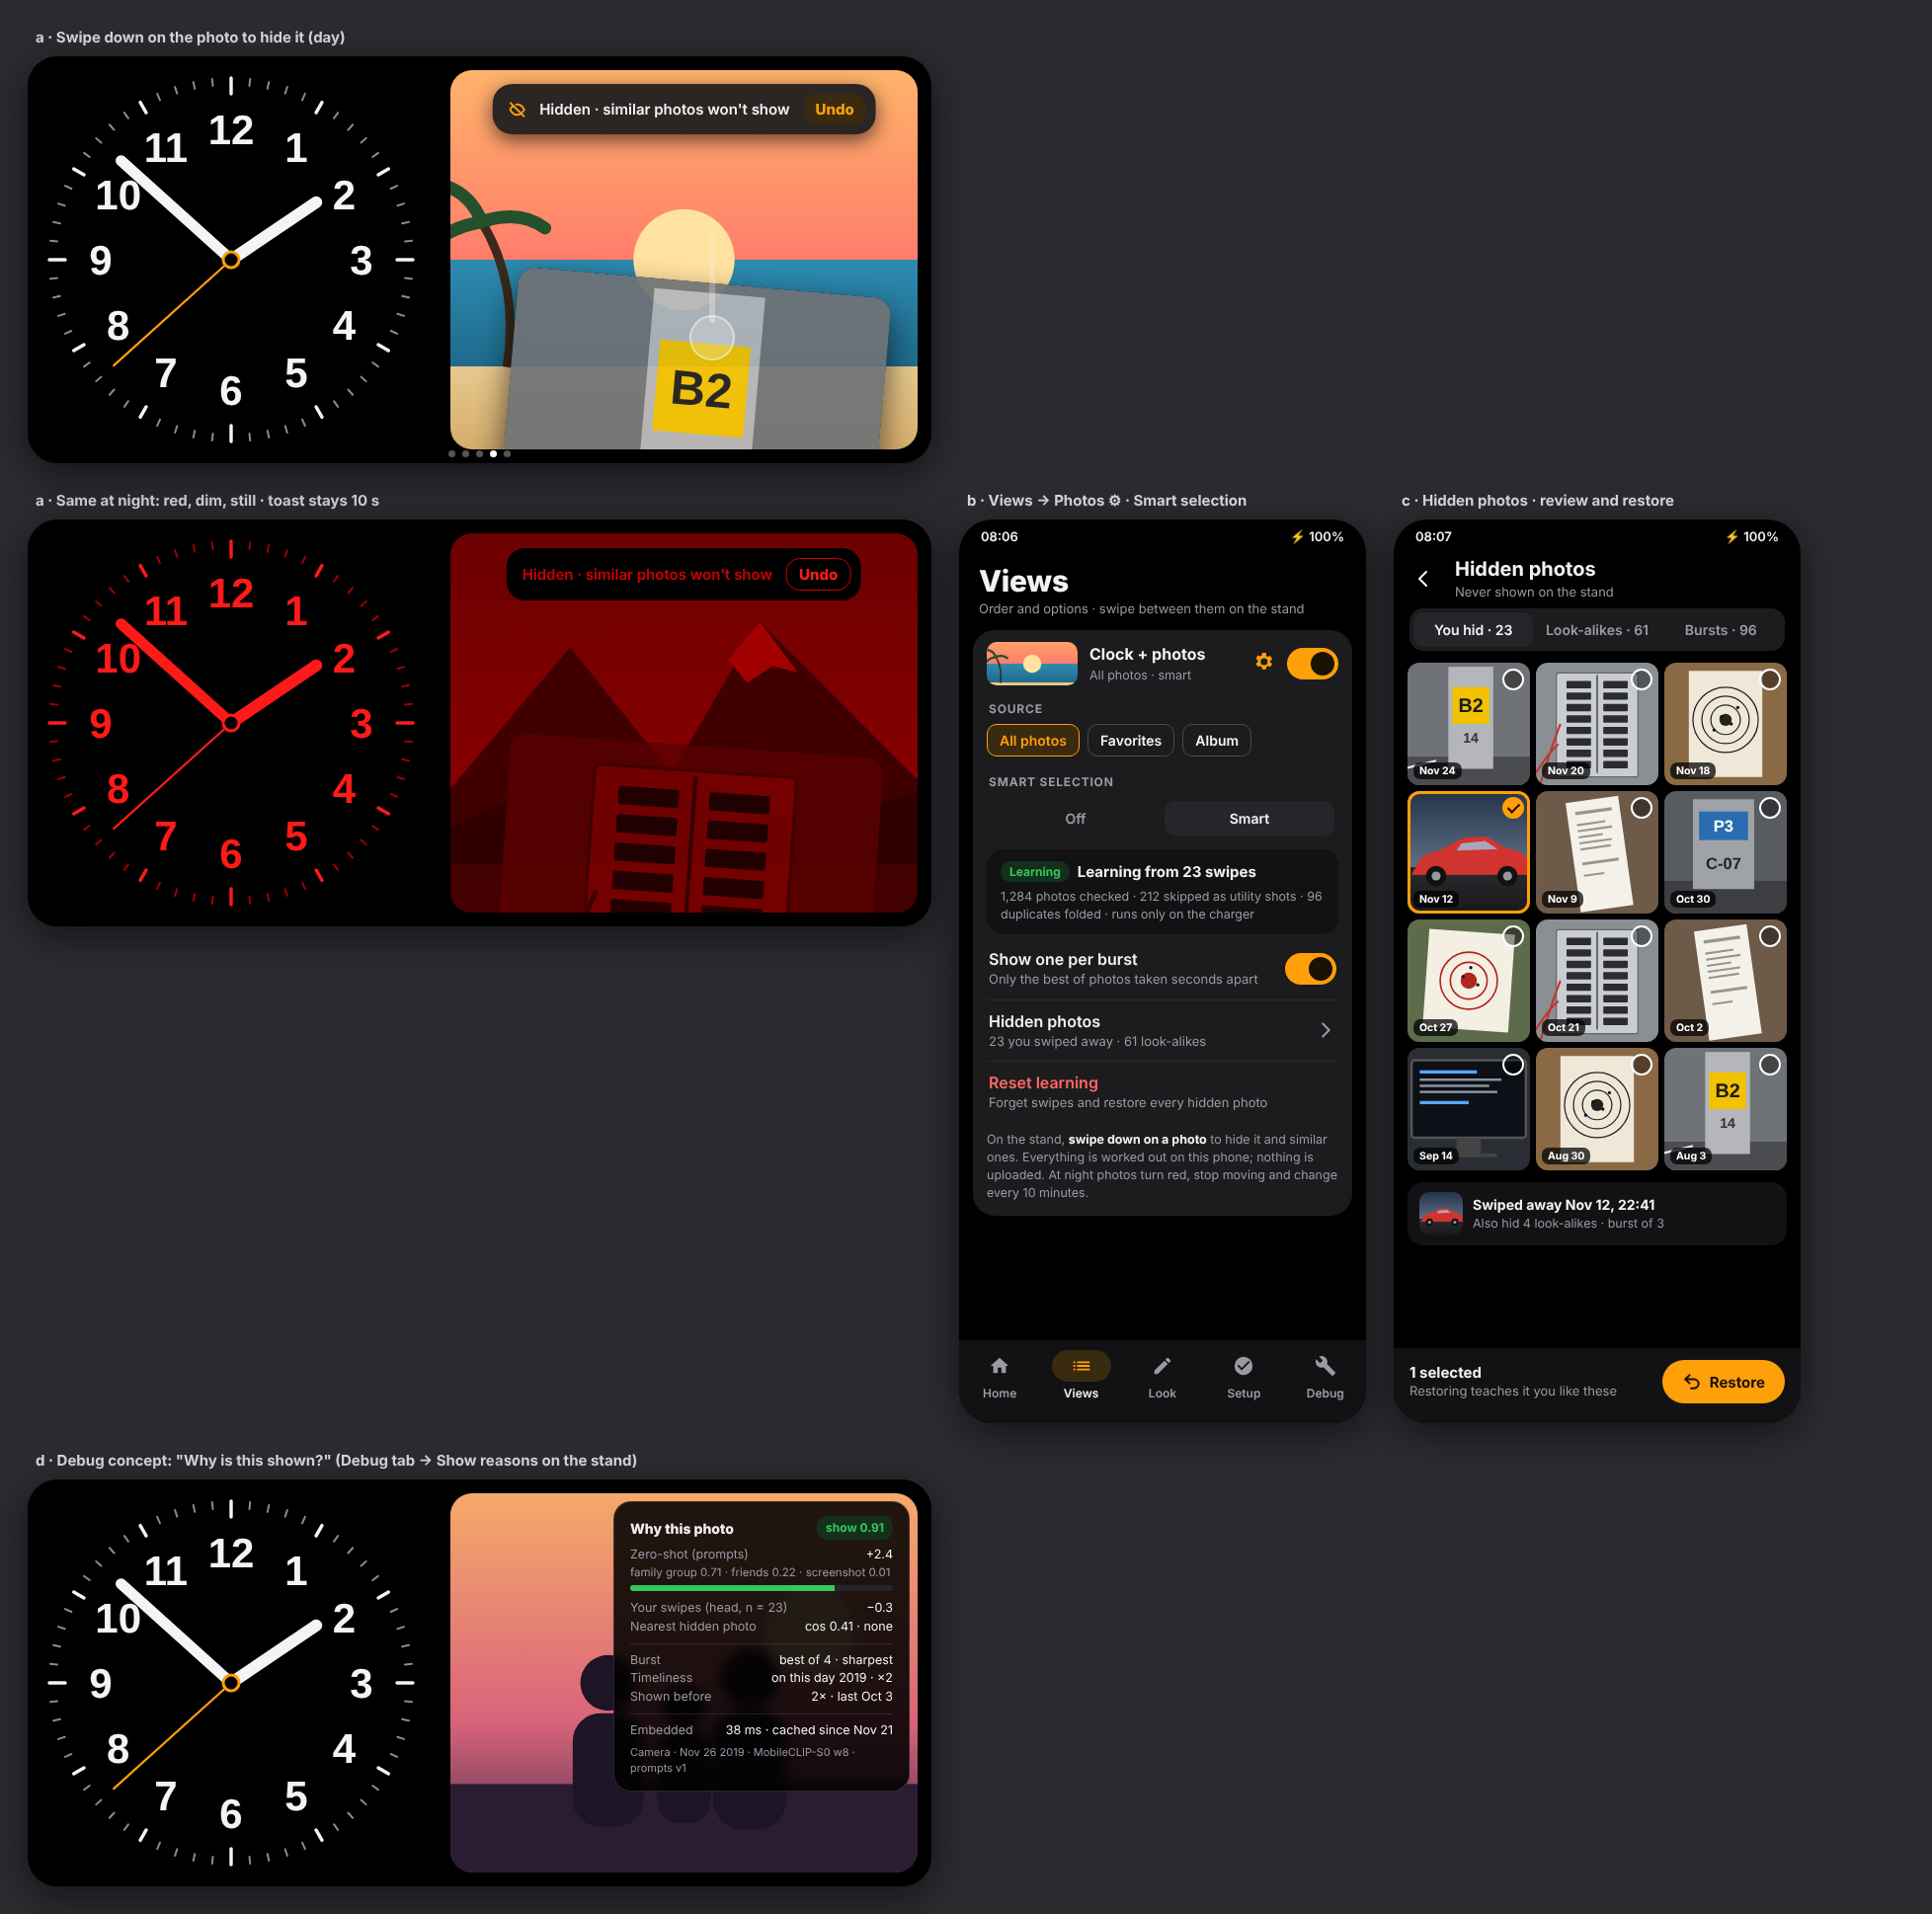 a · Swipe down on the photo to hide it (day)
12
11
1
10
2
9
3
8
4
7
5
6
Hidden · similar photos won't show
Undo
B2
a · Same at night: red, dim, still · toast stays 10 s
12
11
1
10
2
9
3
8
4
7
5
6
Hidden · similar photos won't show
Undo
b · Views → Photos ⚙ · Smart selection
08:06
⚡ 100%
Views
Order and options · swipe between them on the stand
Clock + photos
All photos · smart
SOURCE
All photos
Favorites
Album
SMART SELECTION
Off
Smart
Learning
Learning from 23 swipes
1,284 photos checked · 212 skipped as utility shots · 96
duplicates folded · runs only on the charger
Show one per burst
Only the best of photos taken seconds apart
Hidden photos
23 you swiped away · 61 look-alikes
Reset learning
Forget swipes and restore every hidden photo
On the stand, swipe down on a photo to hide it and similar
ones. Everything is worked out on this phone; nothing is
uploaded. At night photos turn red, stop moving and change
every 10 minutes.
Home
Views
Look
Setup
Debug
c · Hidden photos · review and restore
08:07
⚡ 100%
Hidden photos
Never shown on the stand
You hid · 23
Look-alikes · 61
Bursts · 96
B2
14
Nov 24
Nov 20
Nov 18
Nov 12
Nov 9
P3
C-07
Oct 30
Oct 27
Oct 21
Oct 2
Sep 14
Aug 30
B2
14
Aug 3
Swiped away Nov 12, 22:41
Also hid 4 look-alikes · burst of 3
1 selected
Restoring teaches it you like these
Restore
d · Debug concept: "Why is this shown?" (Debug tab → Show reasons on the stand)
12
11
1
10
2
9
3
8
4
7
5
6
Why this photo
show 0.91
Zero-shot (prompts)
+2.4
family group 0.71 · friends 0.22 · screenshot 0.01
Your swipes (head, n = 23)
−0.3
Nearest hidden photo
cos 0.41 · none
Burst
best of 4 · sharpest
Timeliness
on this day 2019 · ×2
Shown before
2× · last Oct 3
Embedded
38 ms · cached since Nov 21
Camera · Nov 26 2019 · MobileCLIP-S0 w8 ·
prompts v1